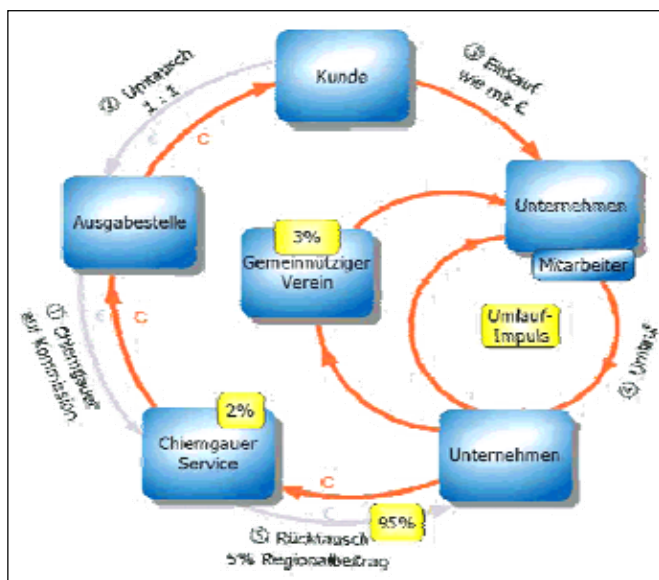 Kunde
② Umtausch
1 : 1
③ Einkauf
wie mit €
€
C
Ausgabestelle
Unternehmen
Mitarbeiter
3%
Gemeinnütziger
Verein
Umlauf-
Impuls
① Chiemgauer
auf Kommission
€
C
④ Umlauf
2%
Chiemgauer
Service
Unternehmen
C
€
95%
⑤ Rücktausch
5% Regionalbeitrag